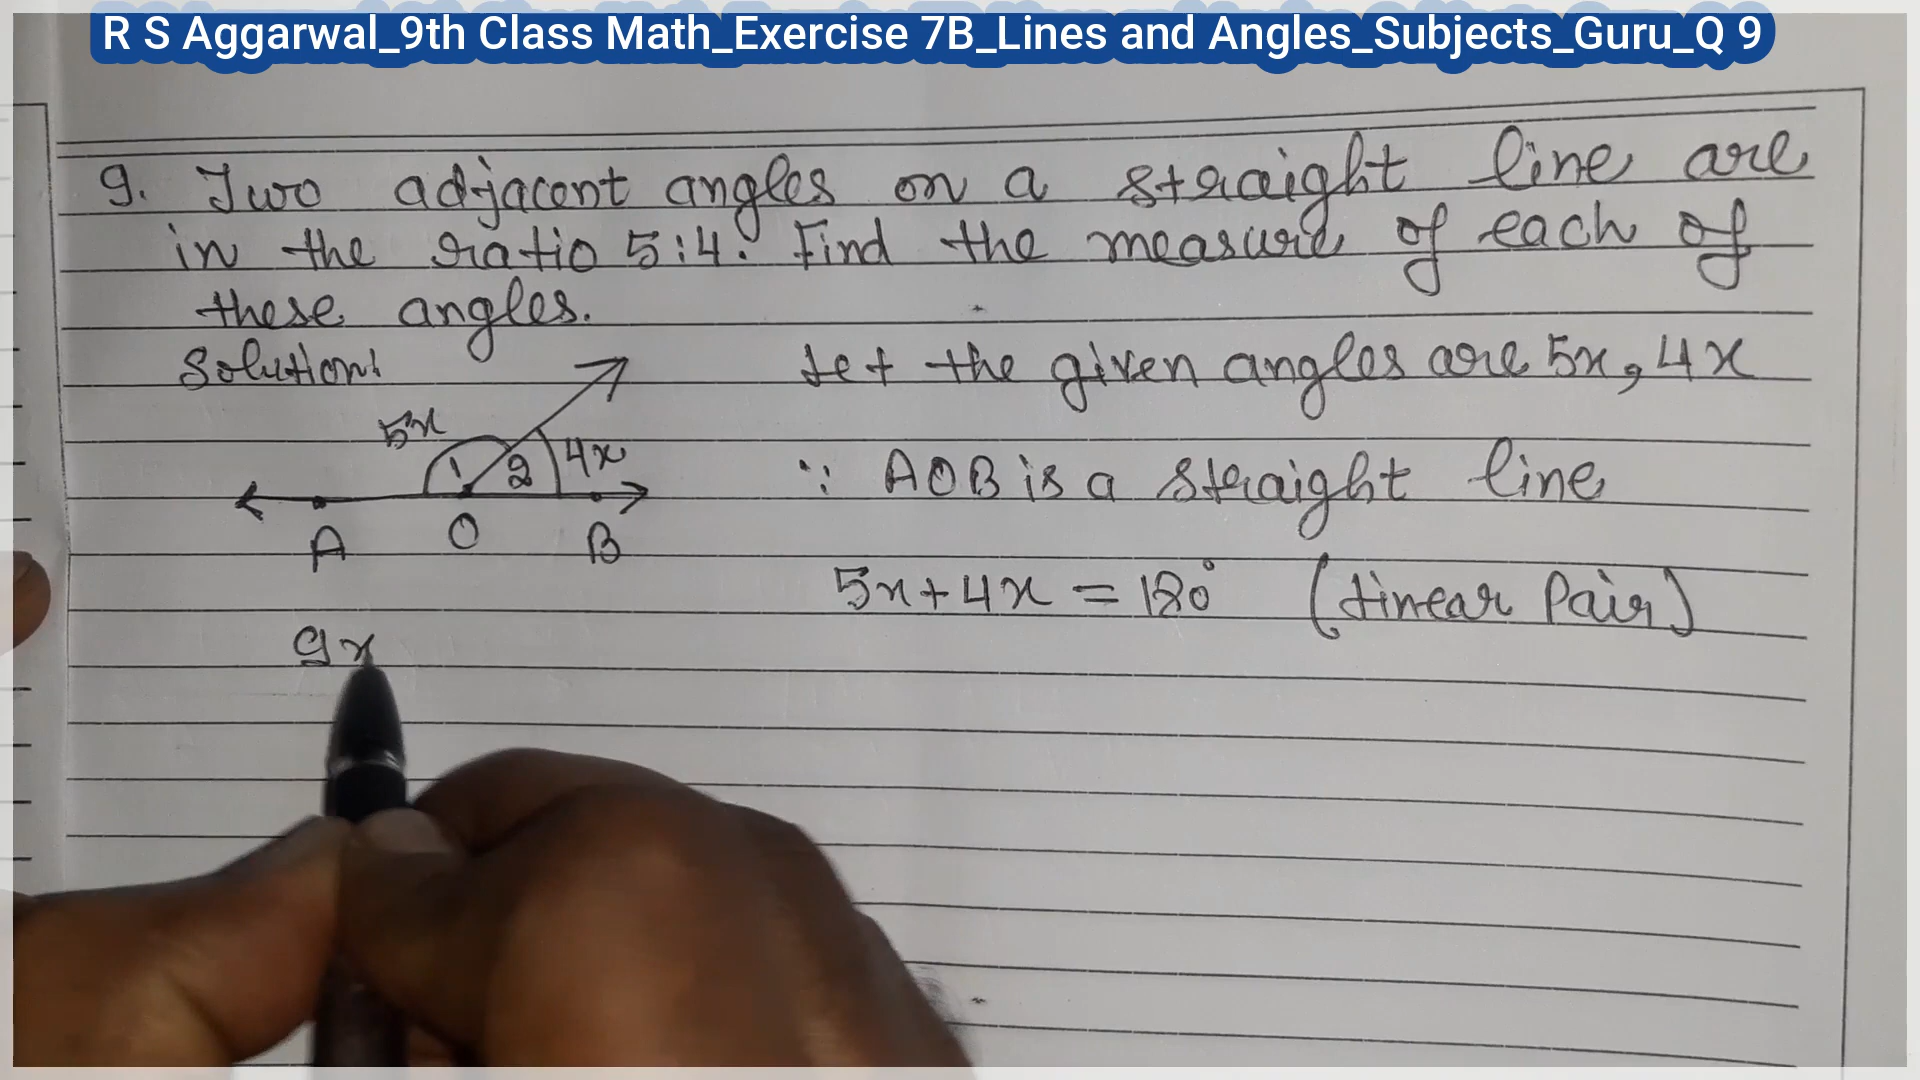 R S Aggarwal_9th Class Math_Exercise 7B_Lines and Angles_Subjects_Guru_Q 9
9. Two adjacent angles on a straight line are
in the ratio 5:4. Find the measure of each of
these angles.
Solution:
Let the given angles are 5x, 4x
5x
1 2 4x
∵ AOB is a straight line
A O B
5x+4x = 180° (Linear Pair)
9x